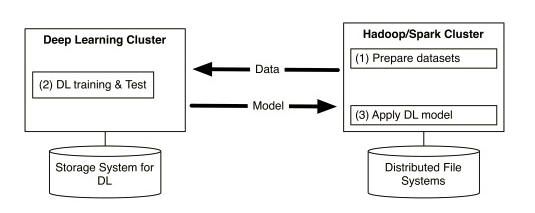 Deep Learning Cluster
(2) DL training & Test
Storage System for
DL
Data
Model
Hadoop/Spark Cluster
(1) Prepare datasets
(3) Apply DL model
Distributed File
Systems